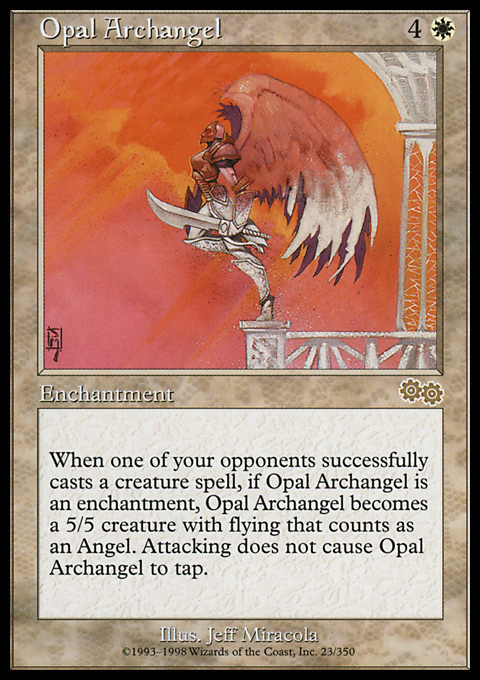 Opal Archangel 4
Enchantment
When one of your opponents successfully
casts a creature spell, if Opal Archangel is
an enchantment, Opal Archangel becomes
a 5/5 creature with flying that counts as
an Angel. Attacking does not cause Opal
Archangel to tap.
Illus. Jeff Miracola
©1993–1998 Wizards of the Coast, Inc. 23/350